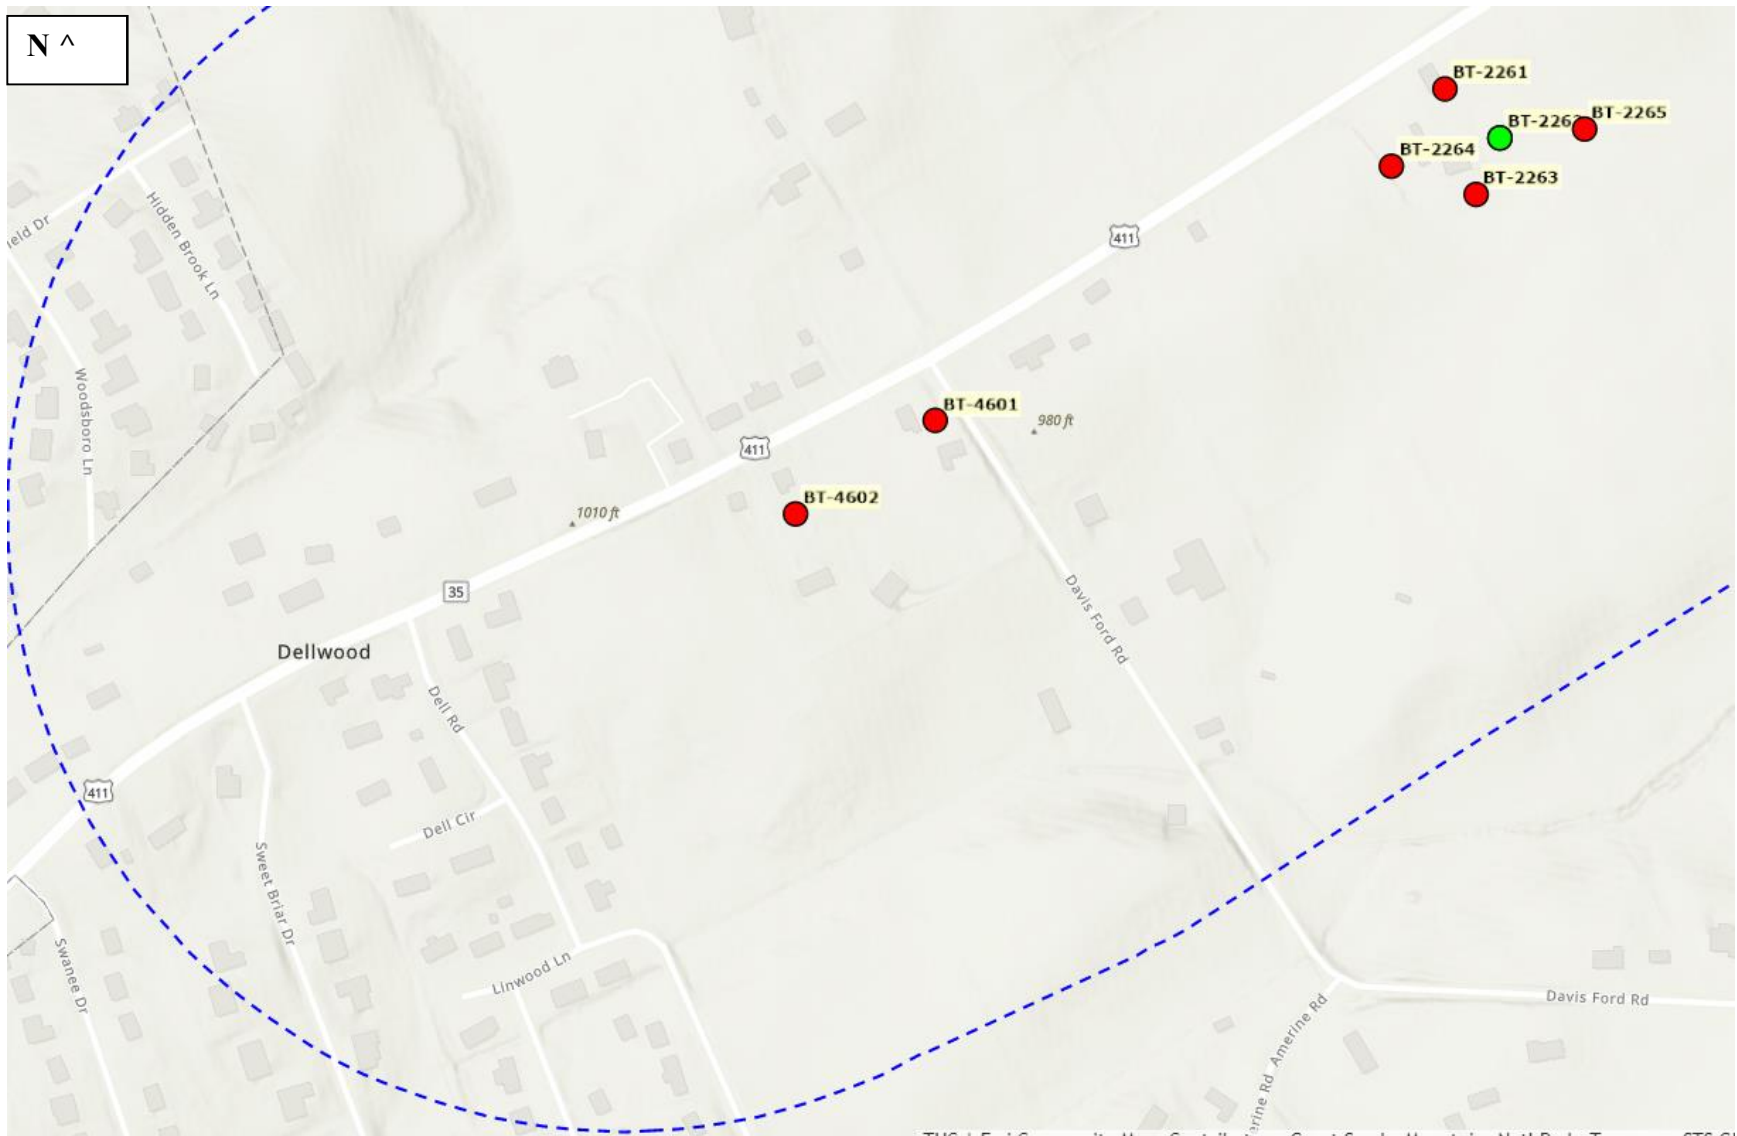 N ^
BT-2261
BT-2265
BT-2264
BT-2263
Hidden Brook Ln
411
Woodsboro Ln
BT-4601
980 ft
411
BT-4602
1010 ft
35
Davis Ford Rd
Dellwood
Dell Rd
411
Dell Cir
Sweet Briar Dr
Swanee Dr
Linwood Ln
Davis Ford Rd
Amerine Rd